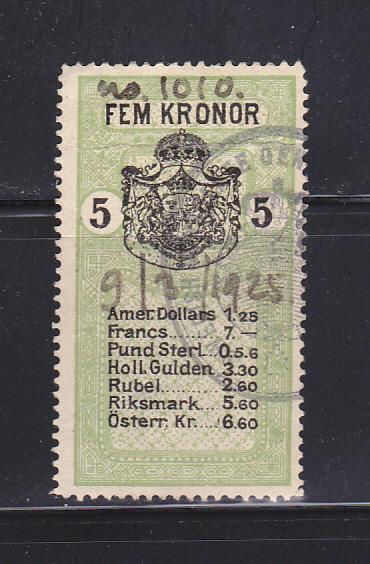 no. 1010.
FEM KRONOR
5 5
9/3/1925
Amer. Dollars 1.25
Francs....... 7.—
Pund Sterl.. 0.5.6
Holl. Gulden. 3.30
Rubel........ 2.60
Riksmark.... 5.60
Österr. Kr... 6.60